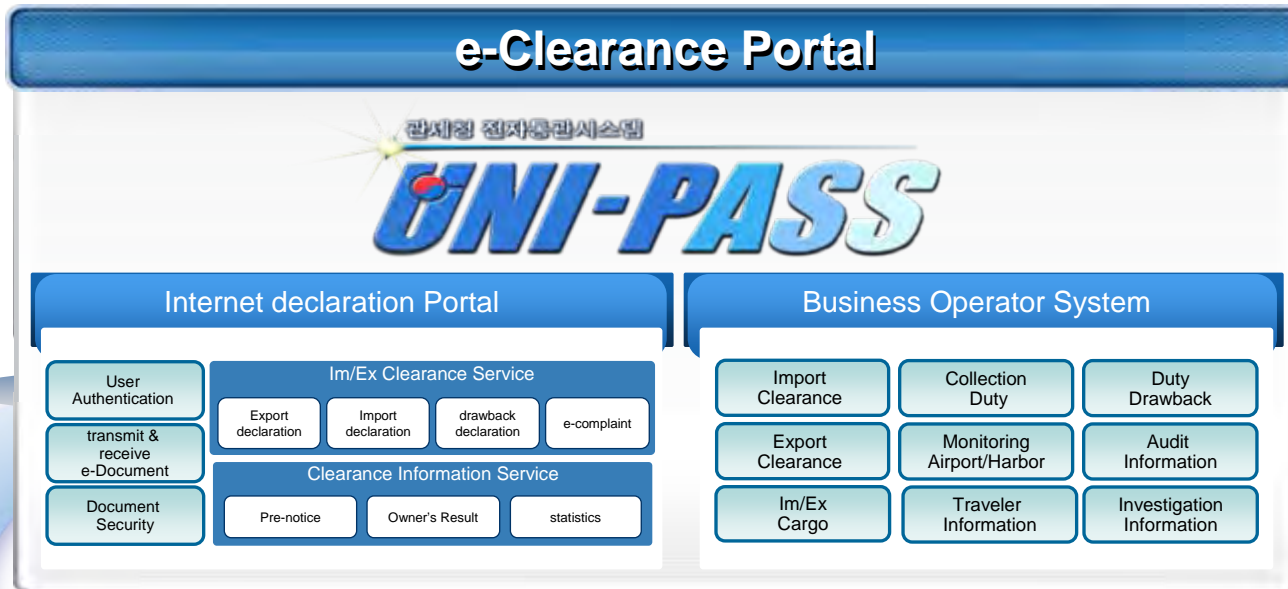 e-Clearance Portal
관세청 전자통관시스템
UNI-PASS
Internet declaration Portal
User
Authentication
transmit &
receive
e-Document
Document
Security
Im/Ex Clearance Service
Export
declaration
Import
declaration
drawback
declaration
e-complaint
Clearance Information Service
Pre-notice
Owner's Result
statistics
Business Operator System
Import
Clearance
Collection
Duty
Duty
Drawback
Export
Clearance
Monitoring
Airport/Harbor
Audit
Information
Im/Ex
Cargo
Traveler
Information
Investigation
Information